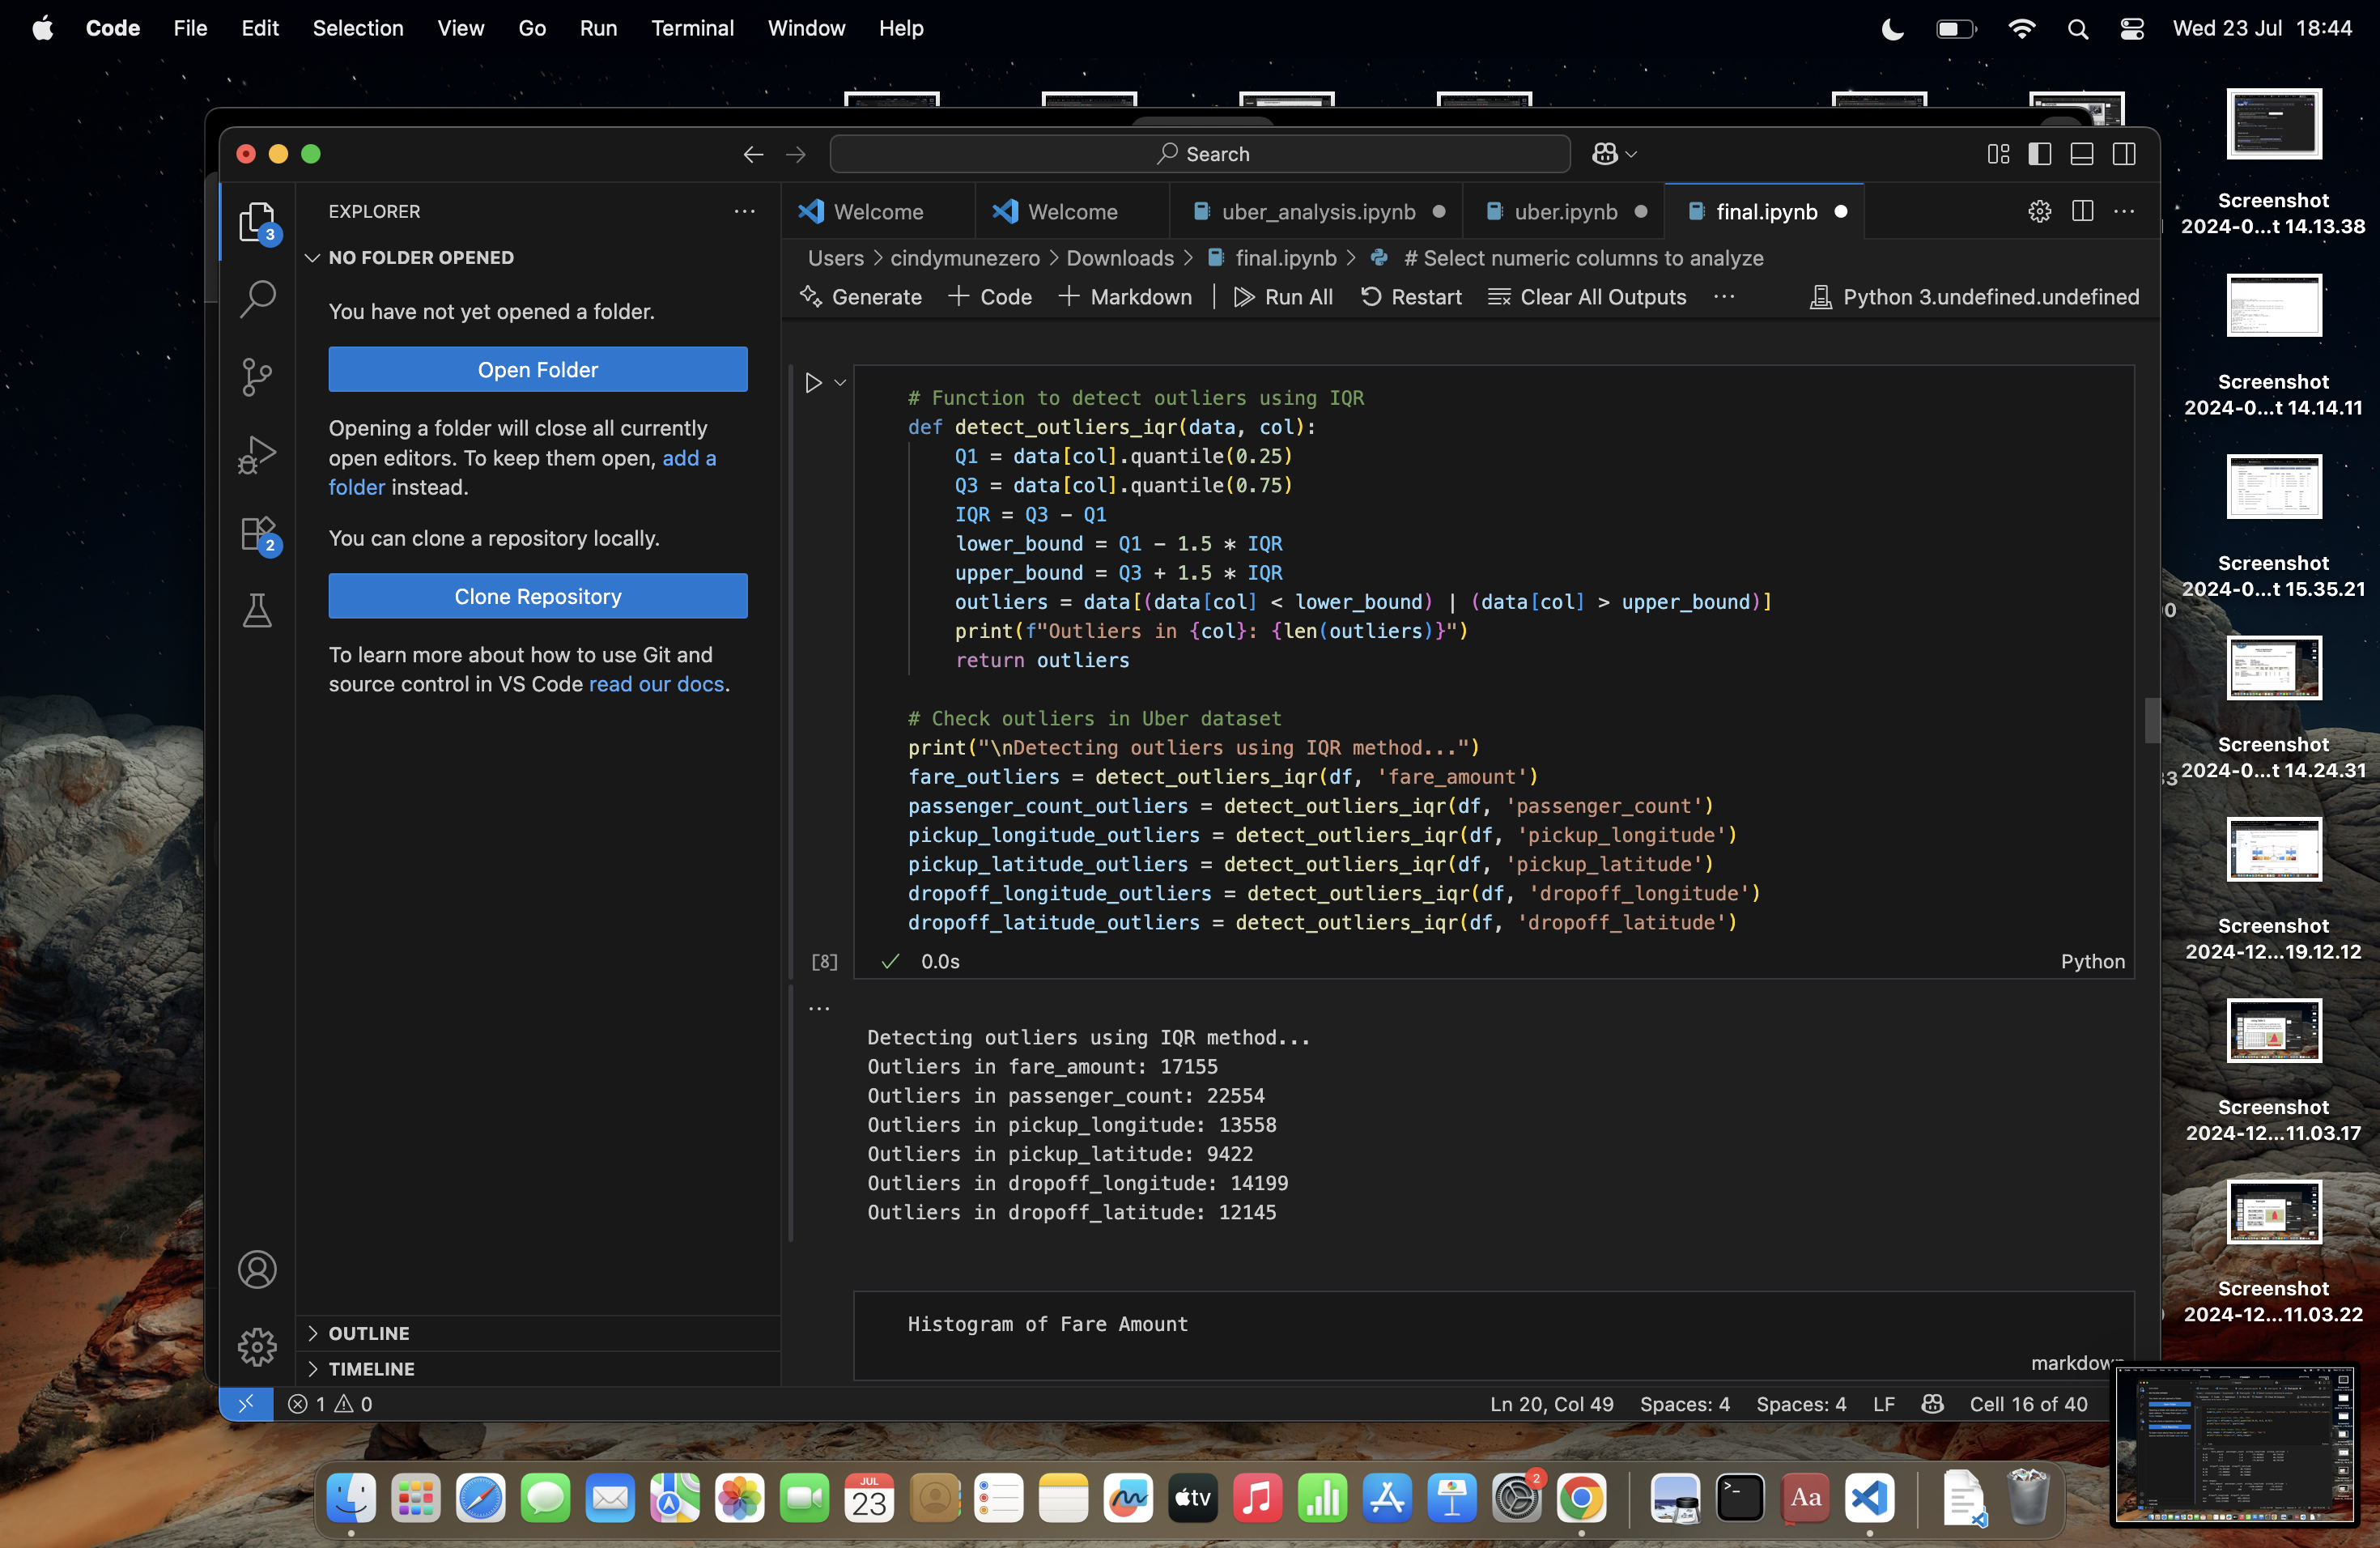 Code File Edit Selection View Go Run Terminal Window Help Wed 23 Jul 18:44
Search
EXPLORER
Welcome Welcome uber_analysis.ipynb uber.ipynb final.ipynb
3
NO FOLDER OPENED
Users > cindymunezero > Downloads > final.ipynb > # Select numeric columns to analyze
Generate + Code + Markdown Run All Restart Clear All Outputs ... Python 3.undefined.undefined
You have not yet opened a folder.
Open Folder
Opening a folder will close all currently
open editors. To keep them open, add a
folder instead.
You can clone a repository locally.
2
Clone Repository
To learn more about how to use Git and
source control in VS Code read our docs.
OUTLINE
TIMELINE
# Function to detect outliers using IQR
def detect_outliers_iqr(data, col):
Q1 = data[col].quantile(0.25)
Q3 = data[col].quantile(0.75)
IQR = Q3 - Q1
lower_bound = Q1 - 1.5 * IQR
upper_bound = Q3 + 1.5 * IQR
outliers = data[(data[col] < lower_bound) | (data[col] > upper_bound)]
print(f"Outliers in {col}: {len(outliers)}")
return outliers
# Check outliers in Uber dataset
print("\nDetecting outliers using IQR method...")
fare_outliers = detect_outliers_iqr(df, 'fare_amount')
passenger_count_outliers = detect_outliers_iqr(df, 'passenger_count')
pickup_longitude_outliers = detect_outliers_iqr(df, 'pickup_longitude')
pickup_latitude_outliers = detect_outliers_iqr(df, 'pickup_latitude')
dropoff_longitude_outliers = detect_outliers_iqr(df, 'dropoff_longitude')
dropoff_latitude_outliers = detect_outliers_iqr(df, 'dropoff_latitude')
[8] 0.0s Python
...
Detecting outliers using IQR method...
Outliers in fare_amount: 17155
Outliers in passenger_count: 22554
Outliers in pickup_longitude: 13558
Outliers in pickup_latitude: 9422
Outliers in dropoff_longitude: 14199
Outliers in dropoff_latitude: 12145
Histogram of Fare Amount
markdown
1 0 Ln 20, Col 49 Spaces: 4 Spaces: 4 LF Cell 16 of 40
Screenshot
2024-0...t 14.13.38
Screenshot
2024-0...t 14.14.11
Screenshot
2024-0...t 15.35.21
Screenshot
2024-0...t 14.24.31
Screenshot
2024-12...19.12.12
Screenshot
2024-12...11.03.17
Screenshot
2024-12...11.03.22
JUL
23
tv
2
Aa